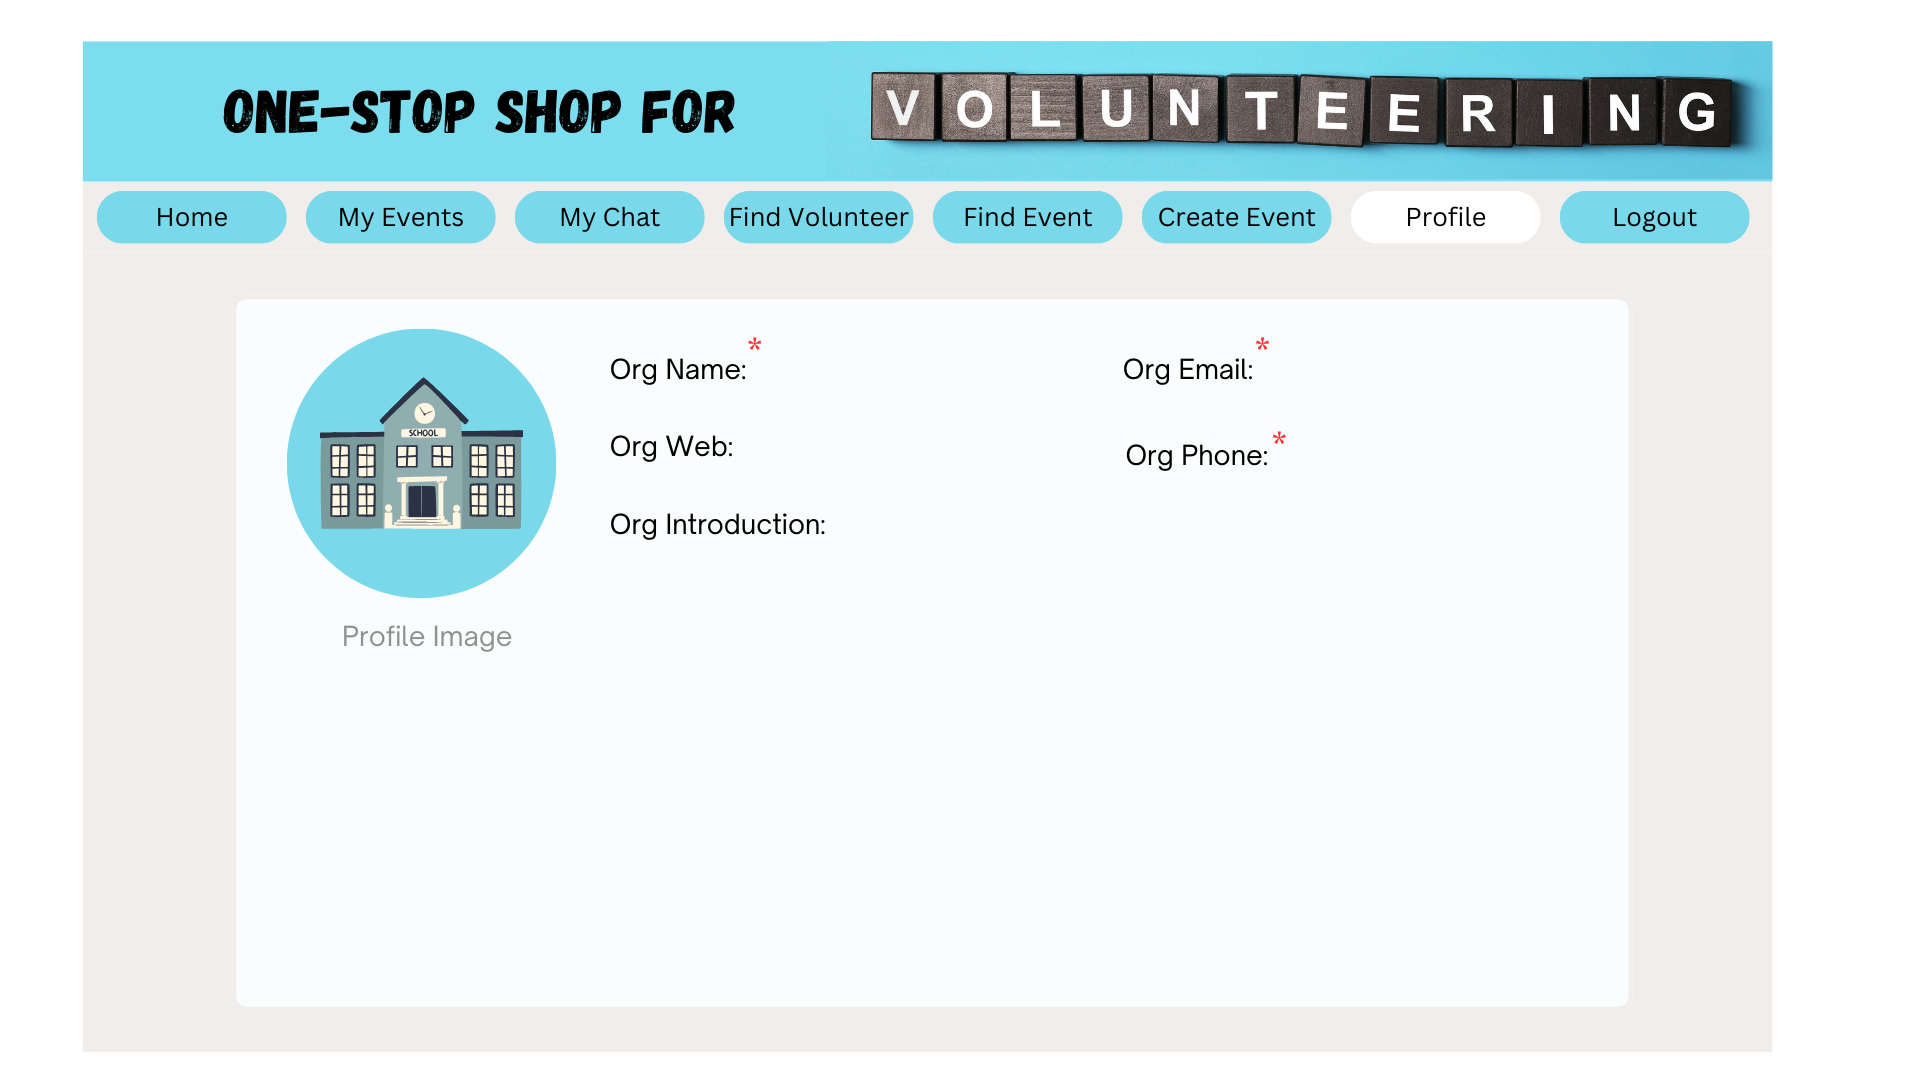 ONE-STOP SHOP FOR VOLUNTEERING
Home My Events My Chat Find Volunteer Find Event Create Event Profile Logout
Org Name:* Org Email:*
SCHOOL
Org Web: Org Phone:*
Org Introduction:
Profile Image